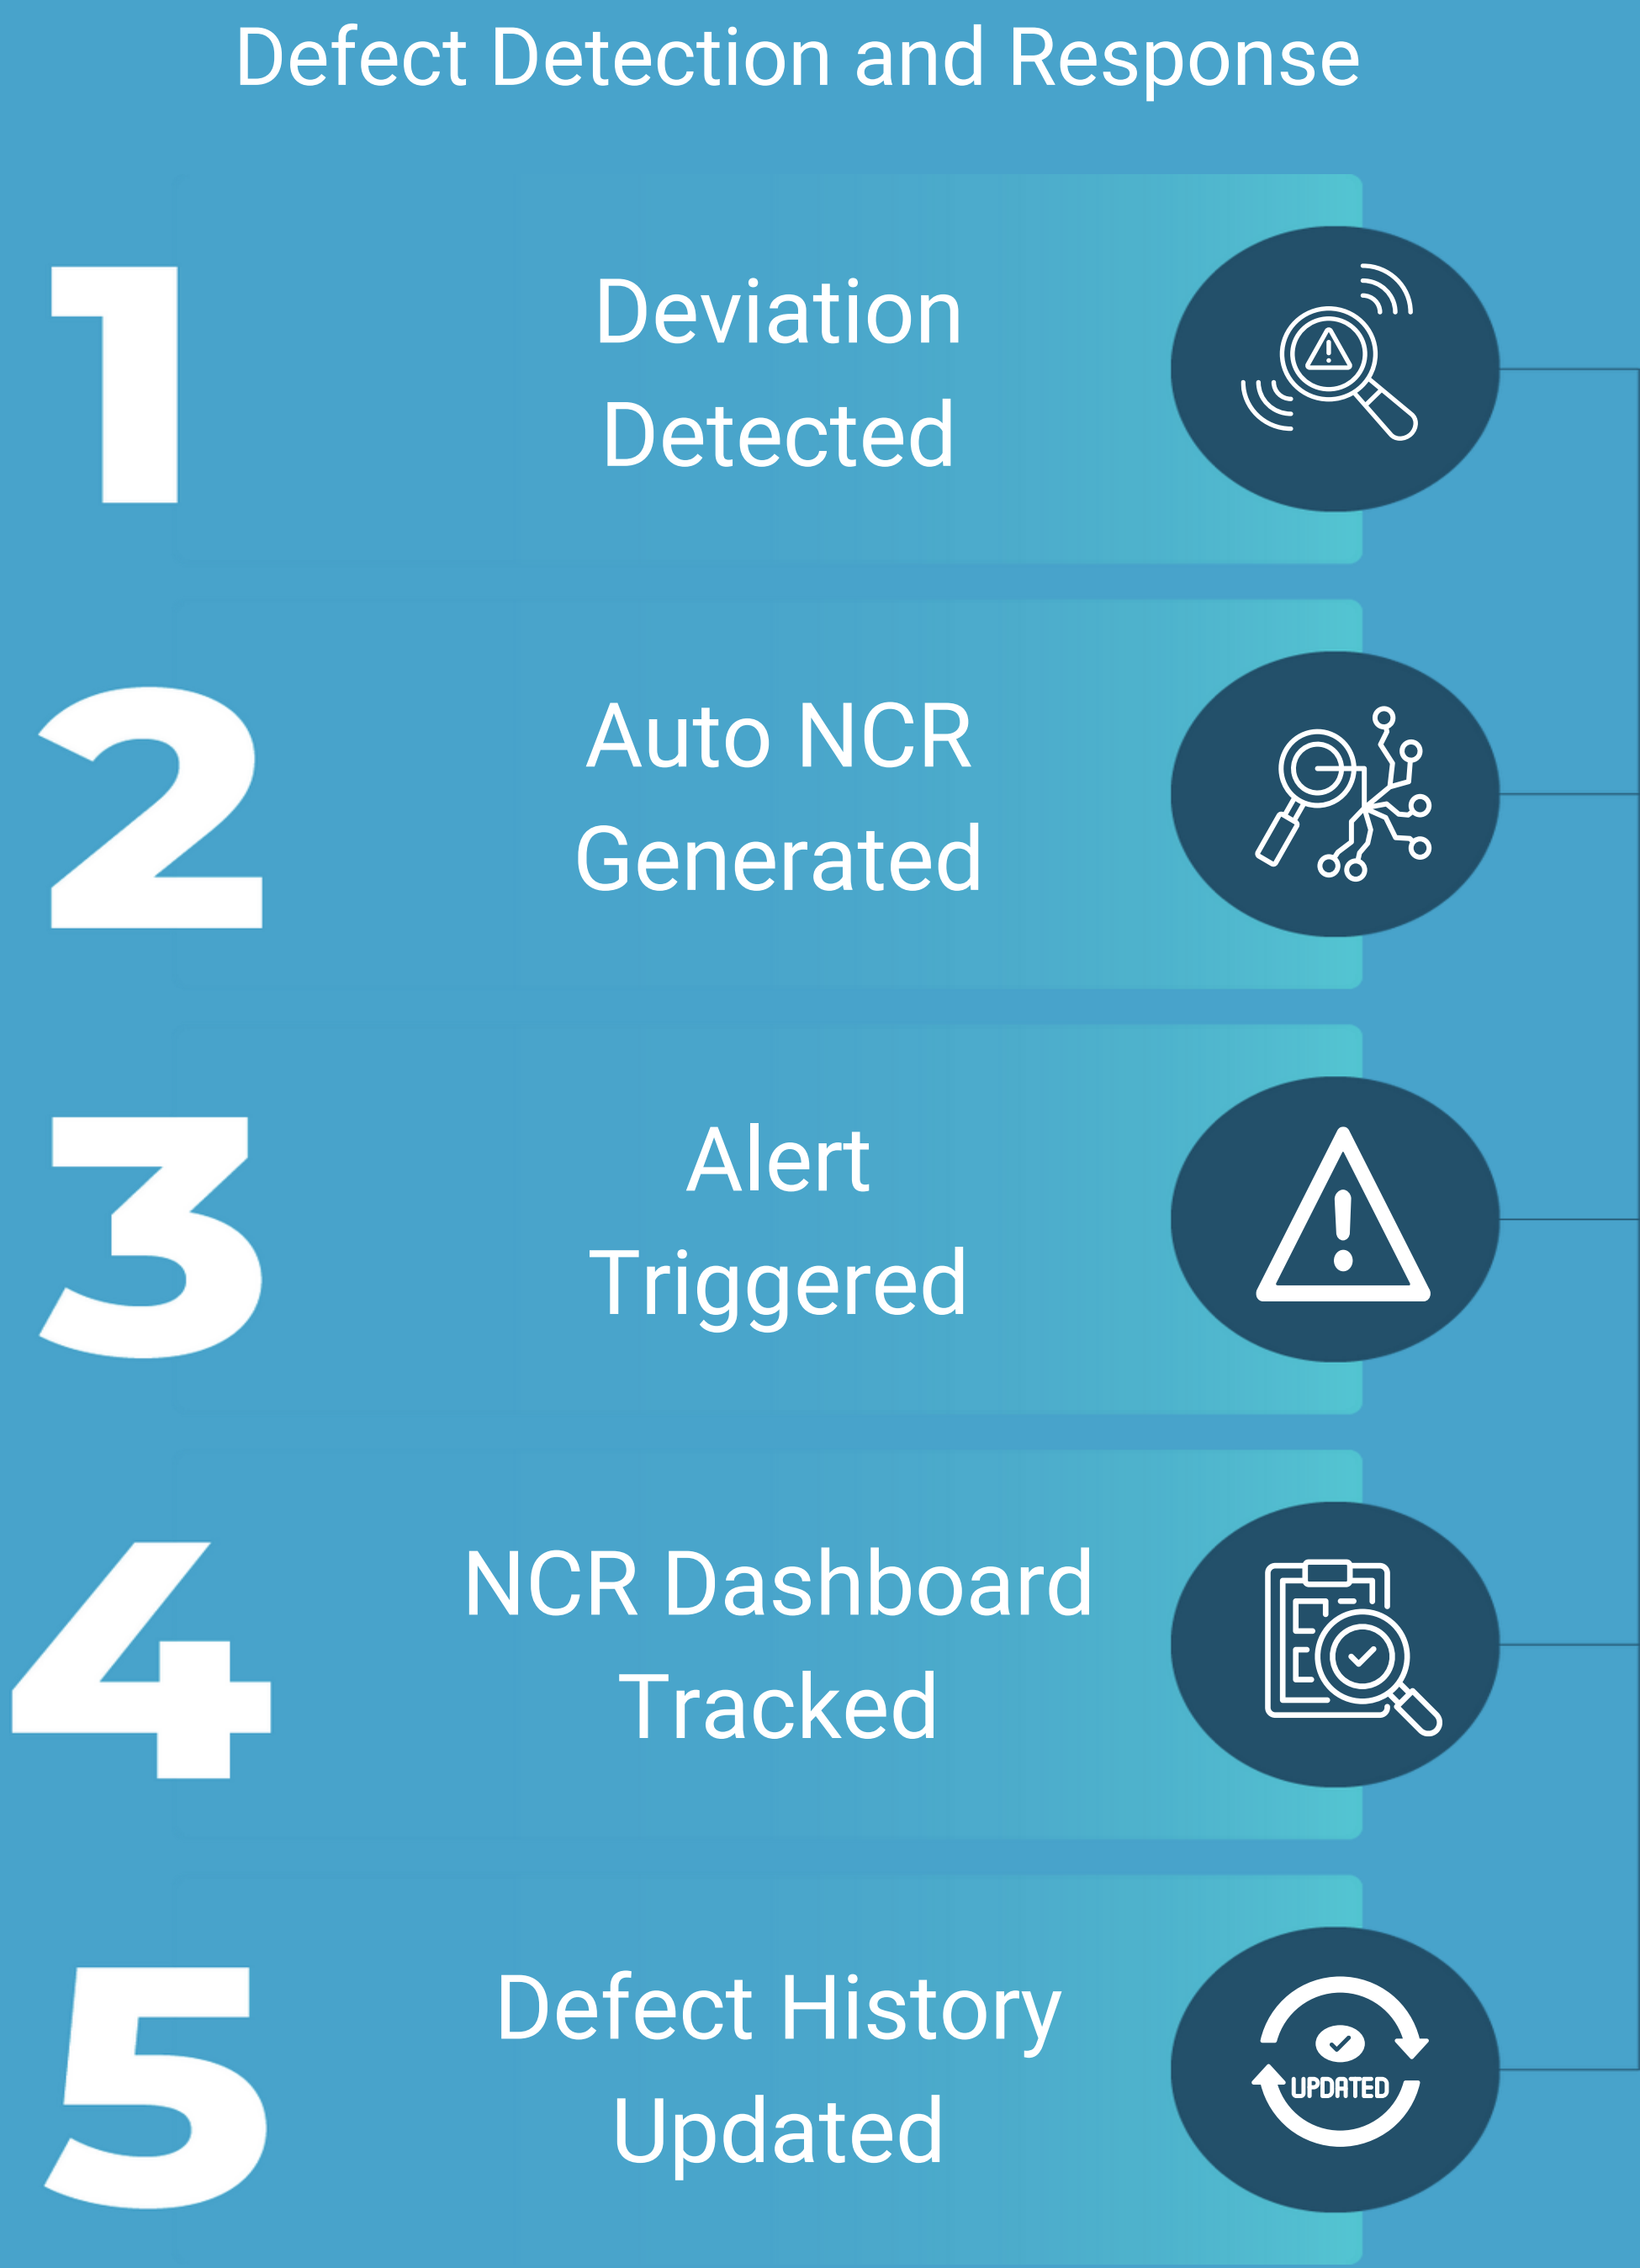 Defect Detection and Response
1
Deviation
Detected
2
Auto NCR
Generated
3
Alert
Triggered
4
NCR Dashboard
Tracked
5
Defect History
Updated
UPDATED